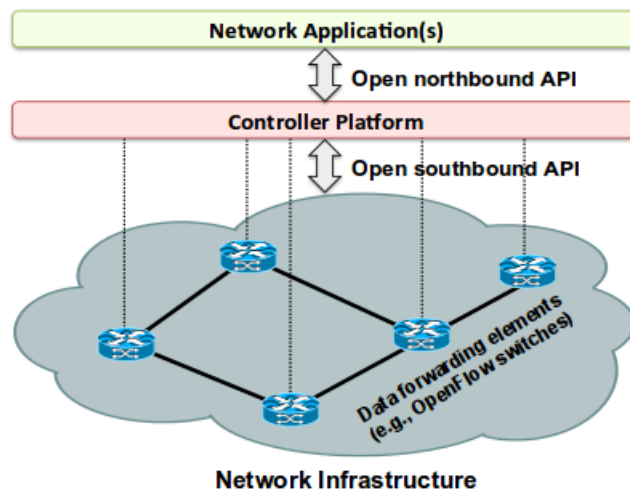 Network Application(s)
Open northbound API
Controller Platform
Open southbound API
Data forwarding elements
(e.g., OpenFlow switches)
Network Infrastructure